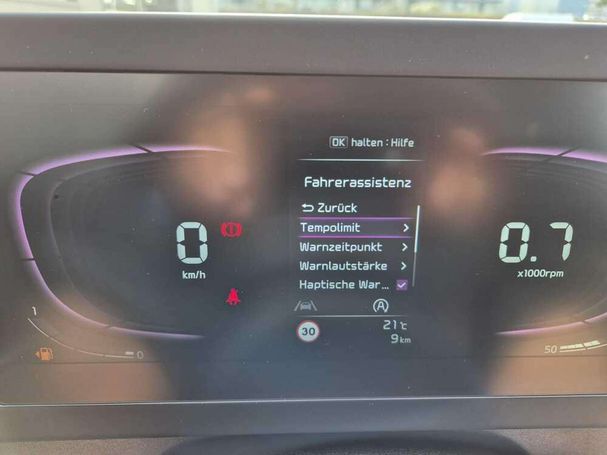 OK halten : Hilfe
Fahrerassistenz
Zurück
Tempolimit
Warnzeitpunkt
Warnlautstärke
Haptische War ...
0
km/h
0.7
x1000rpm
A
30
21°C
9km
1
0
50